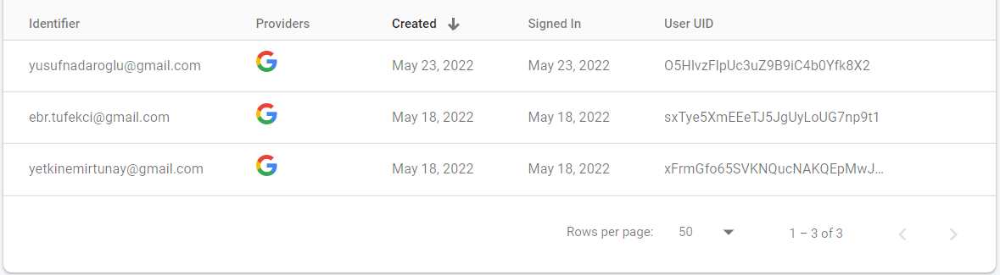 Identifier Providers Created Signed In User UID
yusufnadaroglu@gmail.com May 23, 2022 May 23, 2022 O5HlvzFlpUc3uZ9B9iC4b0Yfk8X2
ebr.tufekci@gmail.com May 18, 2022 May 18, 2022 sxTye5XmEEeTJ5JgUyLoUG7np9t1
yetkinemirtunay@gmail.com May 18, 2022 May 18, 2022 xFrmGfo65SVKNQucNAKQEpMwJ...
Rows per page: 50 1 – 3 of 3